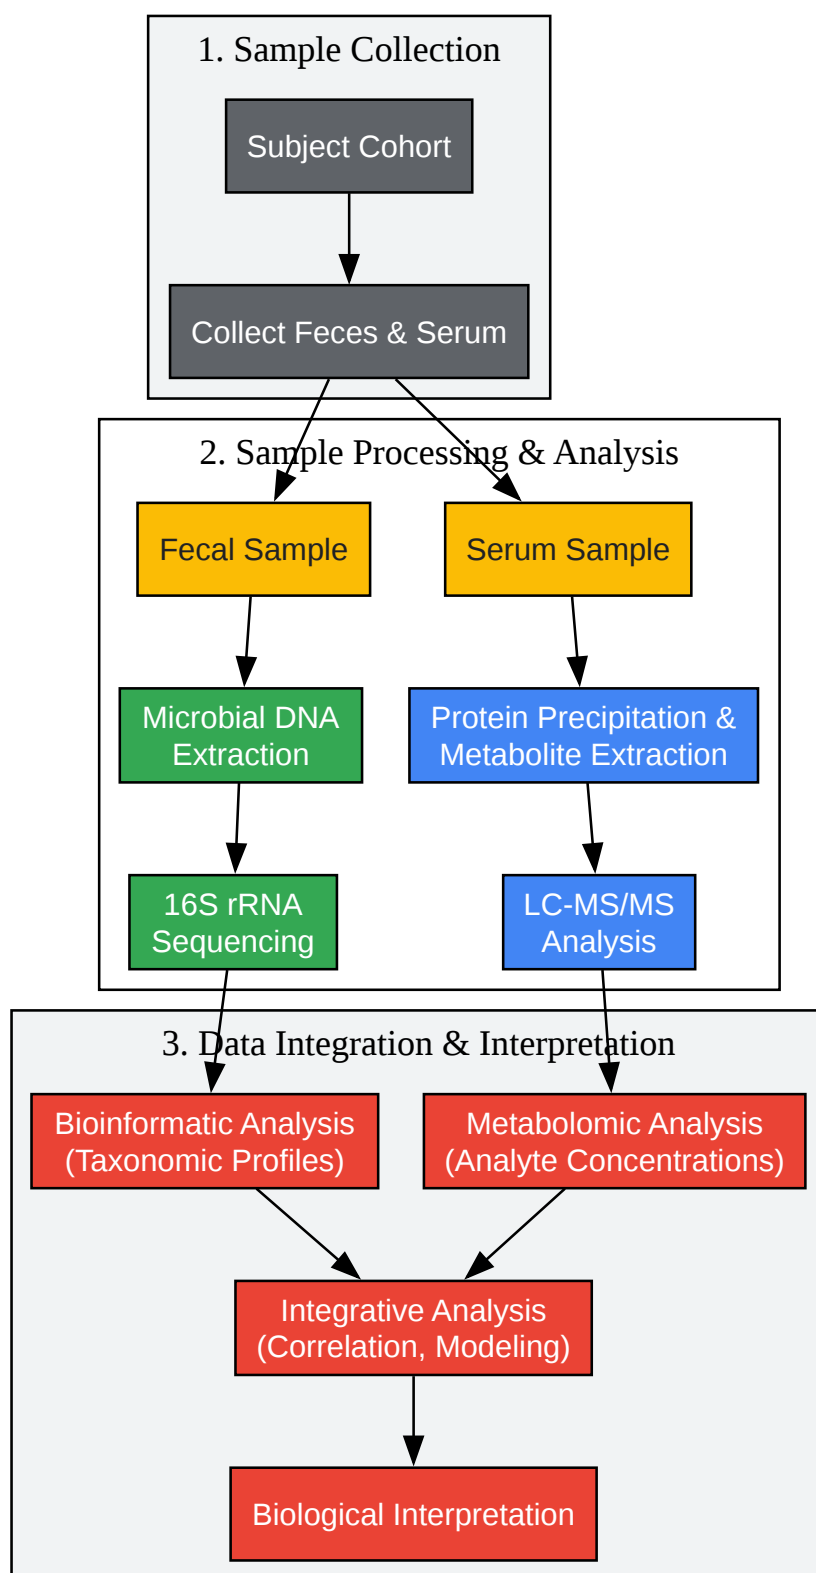 1. Sample Collection
Subject Cohort
Collect Feces & Serum
2. Sample Processing & Analysis
Fecal Sample
Serum Sample
Microbial DNA
Extraction
Protein Precipitation &
Metabolite Extraction
16S rRNA
Sequencing
LC-MS/MS
Analysis
3. Data Integration & Interpretation
Bioinformatic Analysis
(Taxonomic Profiles)
Metabolomic Analysis
(Analyte Concentrations)
Integrative Analysis
(Correlation, Modeling)
Biological Interpretation